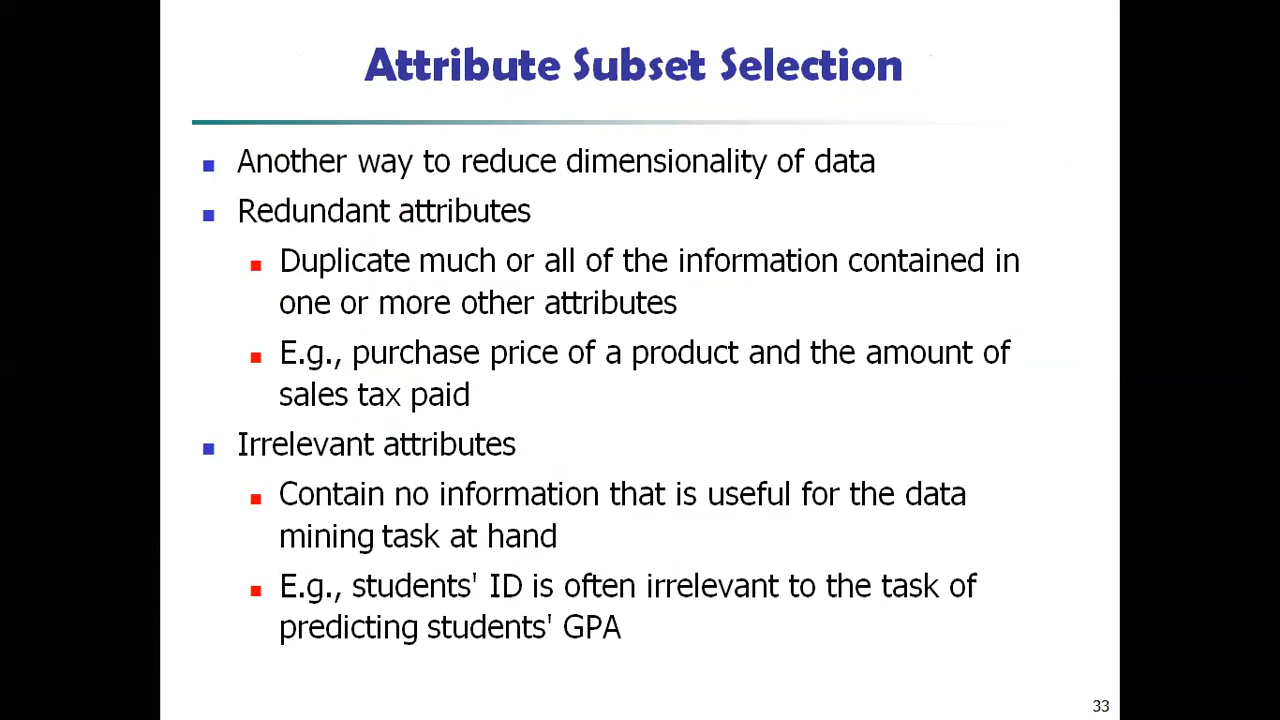 Attribute Subset Selection
Another way to reduce dimensionality of data
Redundant attributes
Duplicate much or all of the information contained in
one or more other attributes
E.g., purchase price of a product and the amount of
sales tax paid
Irrelevant attributes
Contain no information that is useful for the data
mining task at hand
E.g., students' ID is often irrelevant to the task of
predicting students' GPA
33